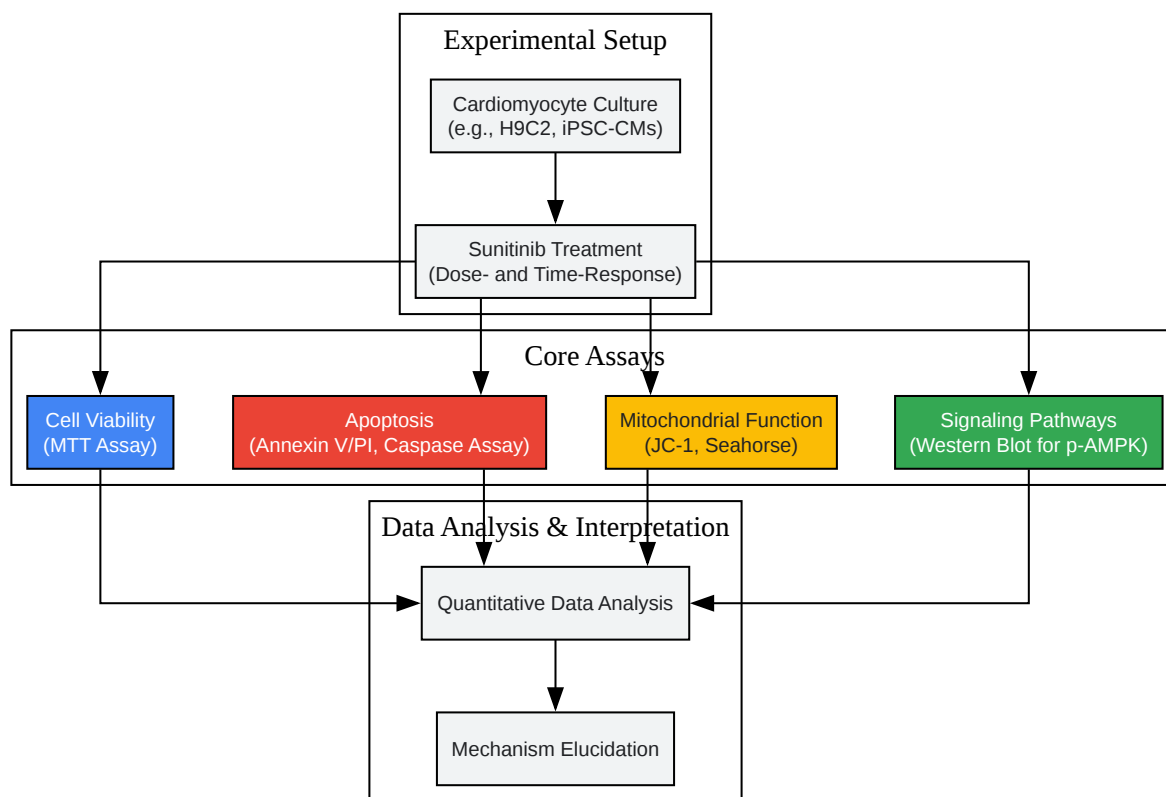 Experimental Setup
Cardiomyocyte Culture
(e.g., H9C2, iPSC-CMs)
Sunitinib Treatment
(Dose- and Time-Response)
Core Assays
Cell Viability
(MTT Assay)
Apoptosis
(Annexin V/PI, Caspase Assay)
Mitochondrial Function
(JC-1, Seahorse)
Signaling Pathways
(Western Blot for p-AMPK)
Data Analysis & Interpretation
Quantitative Data Analysis
Mechanism Elucidation